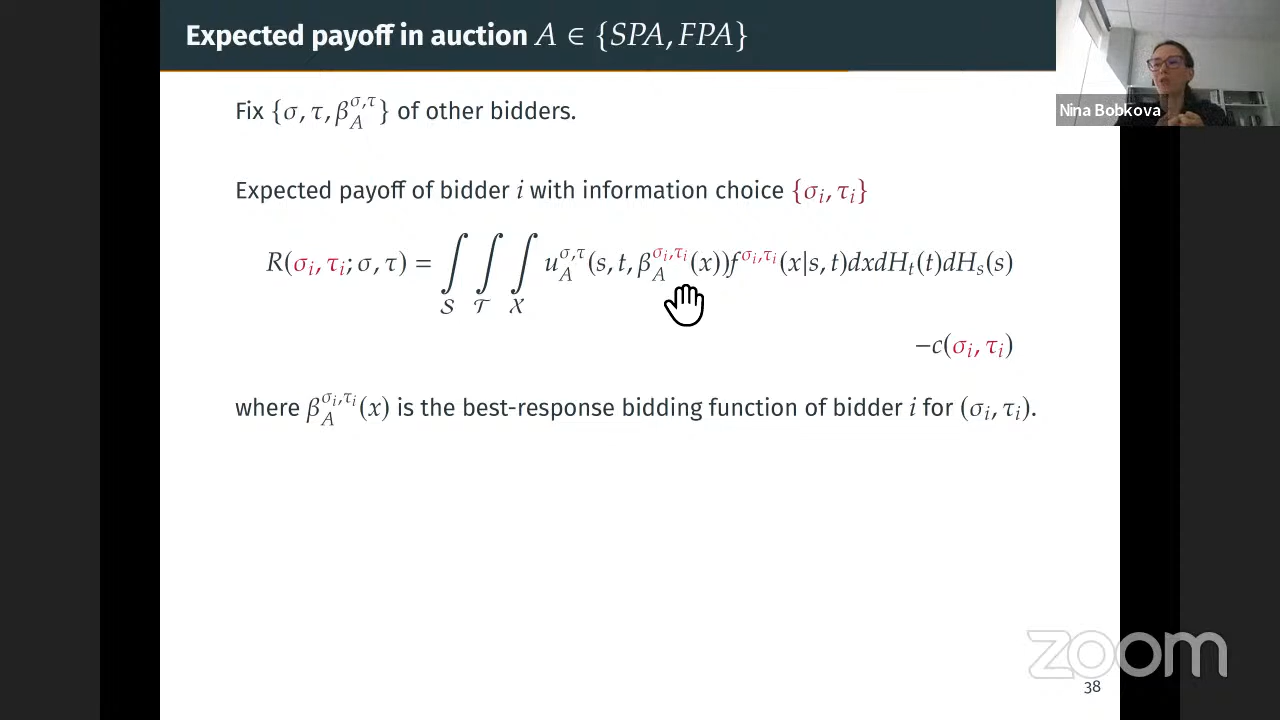 Expected payoff in auction A ∈ {SPA, FPA}
Nina Bobkova
Fix {σ, τ, β_A^{σ,τ}} of other bidders.
Expected payoff of bidder i with information choice {σ_i, τ_i}
R(σ_i, τ_i; σ, τ) = ∫_S ∫_T ∫_X u_A^{σ,τ}(s, t, β_A^{σ_i,τ_i}(x)) f^{σ_i,τ_i}(x|s, t)dxdH_t(t)dH_s(s)
−c(σ_i, τ_i)
where β_A^{σ_i,τ_i}(x) is the best-response bidding function of bidder i for (σ_i, τ_i).
zoom
38